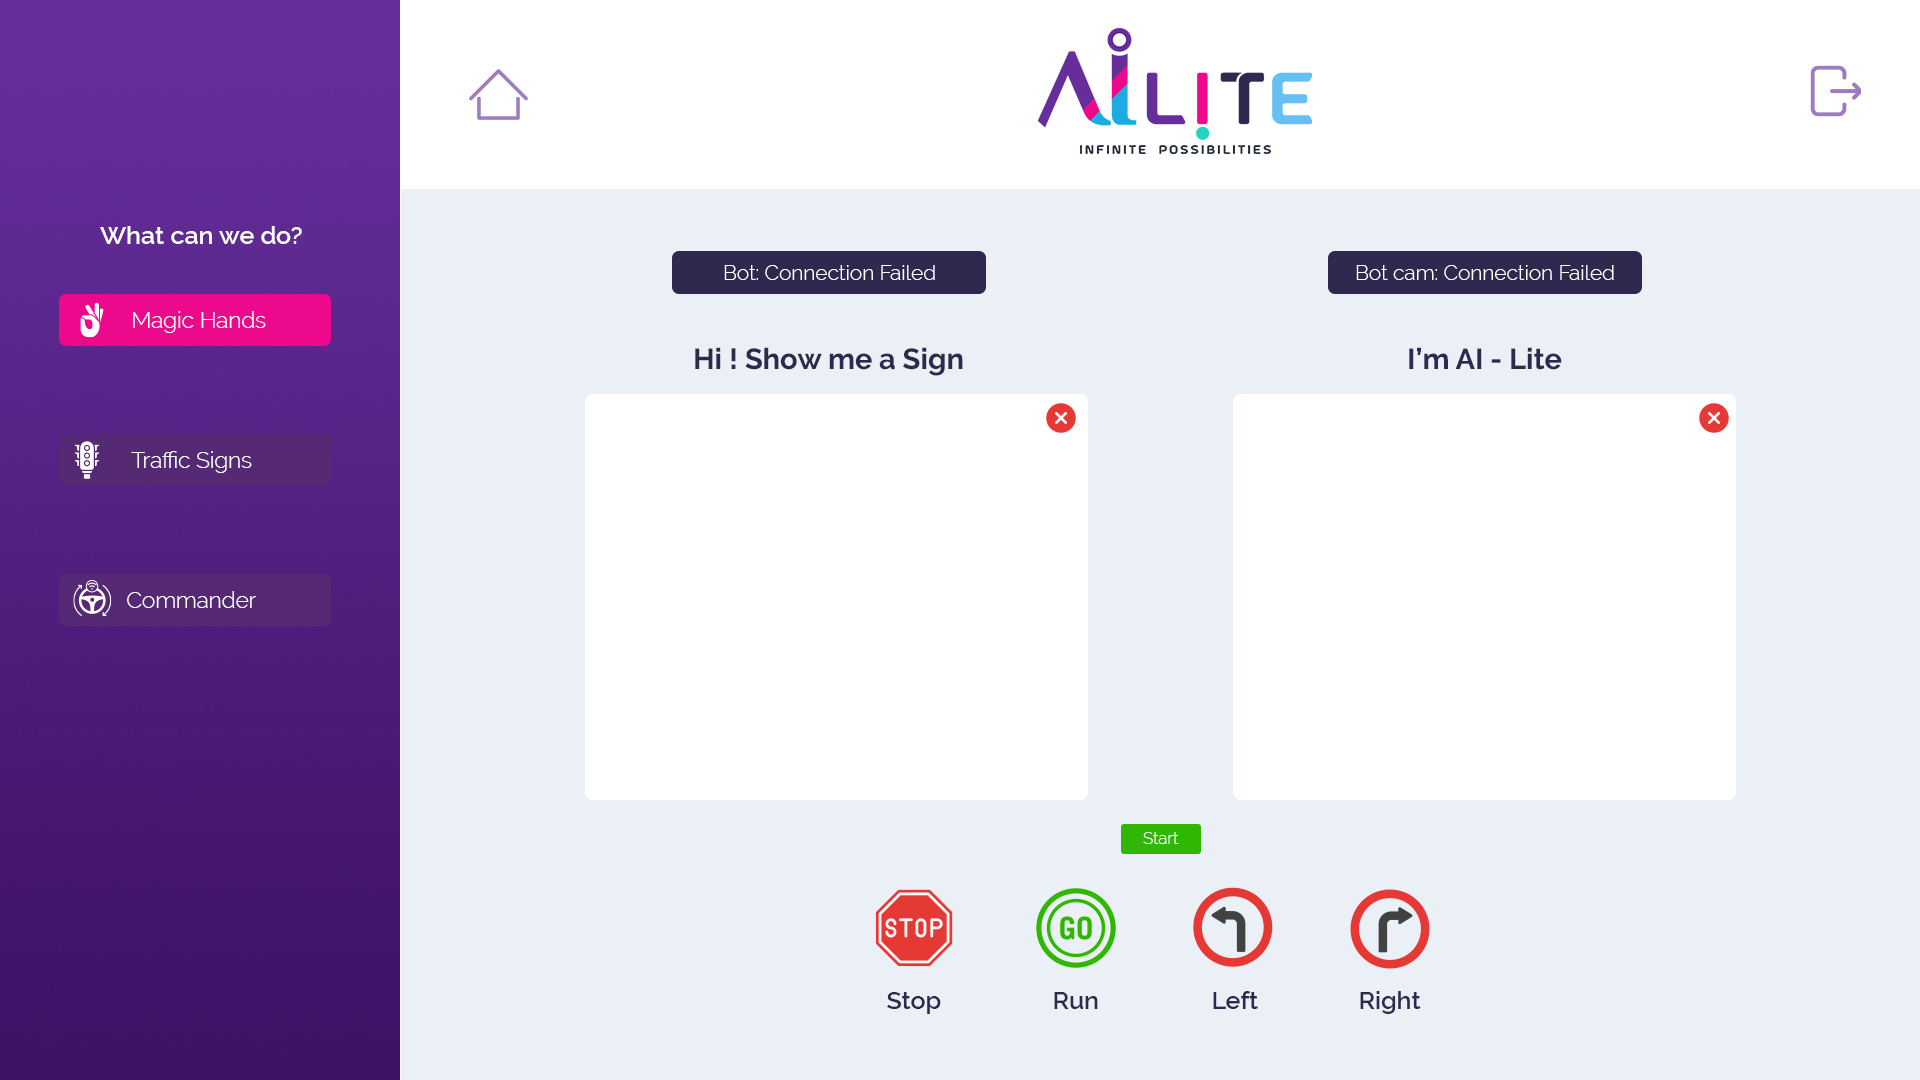 AiLITE
INFINITE POSSIBILITIES
What can we do?
Magic Hands
Traffic Signs
Commander
Bot: Connection Failed
Bot cam: Connection Failed
Hi ! Show me a Sign
I’m AI - Lite
Start
STOP
GO
Stop
Run
Left
Right